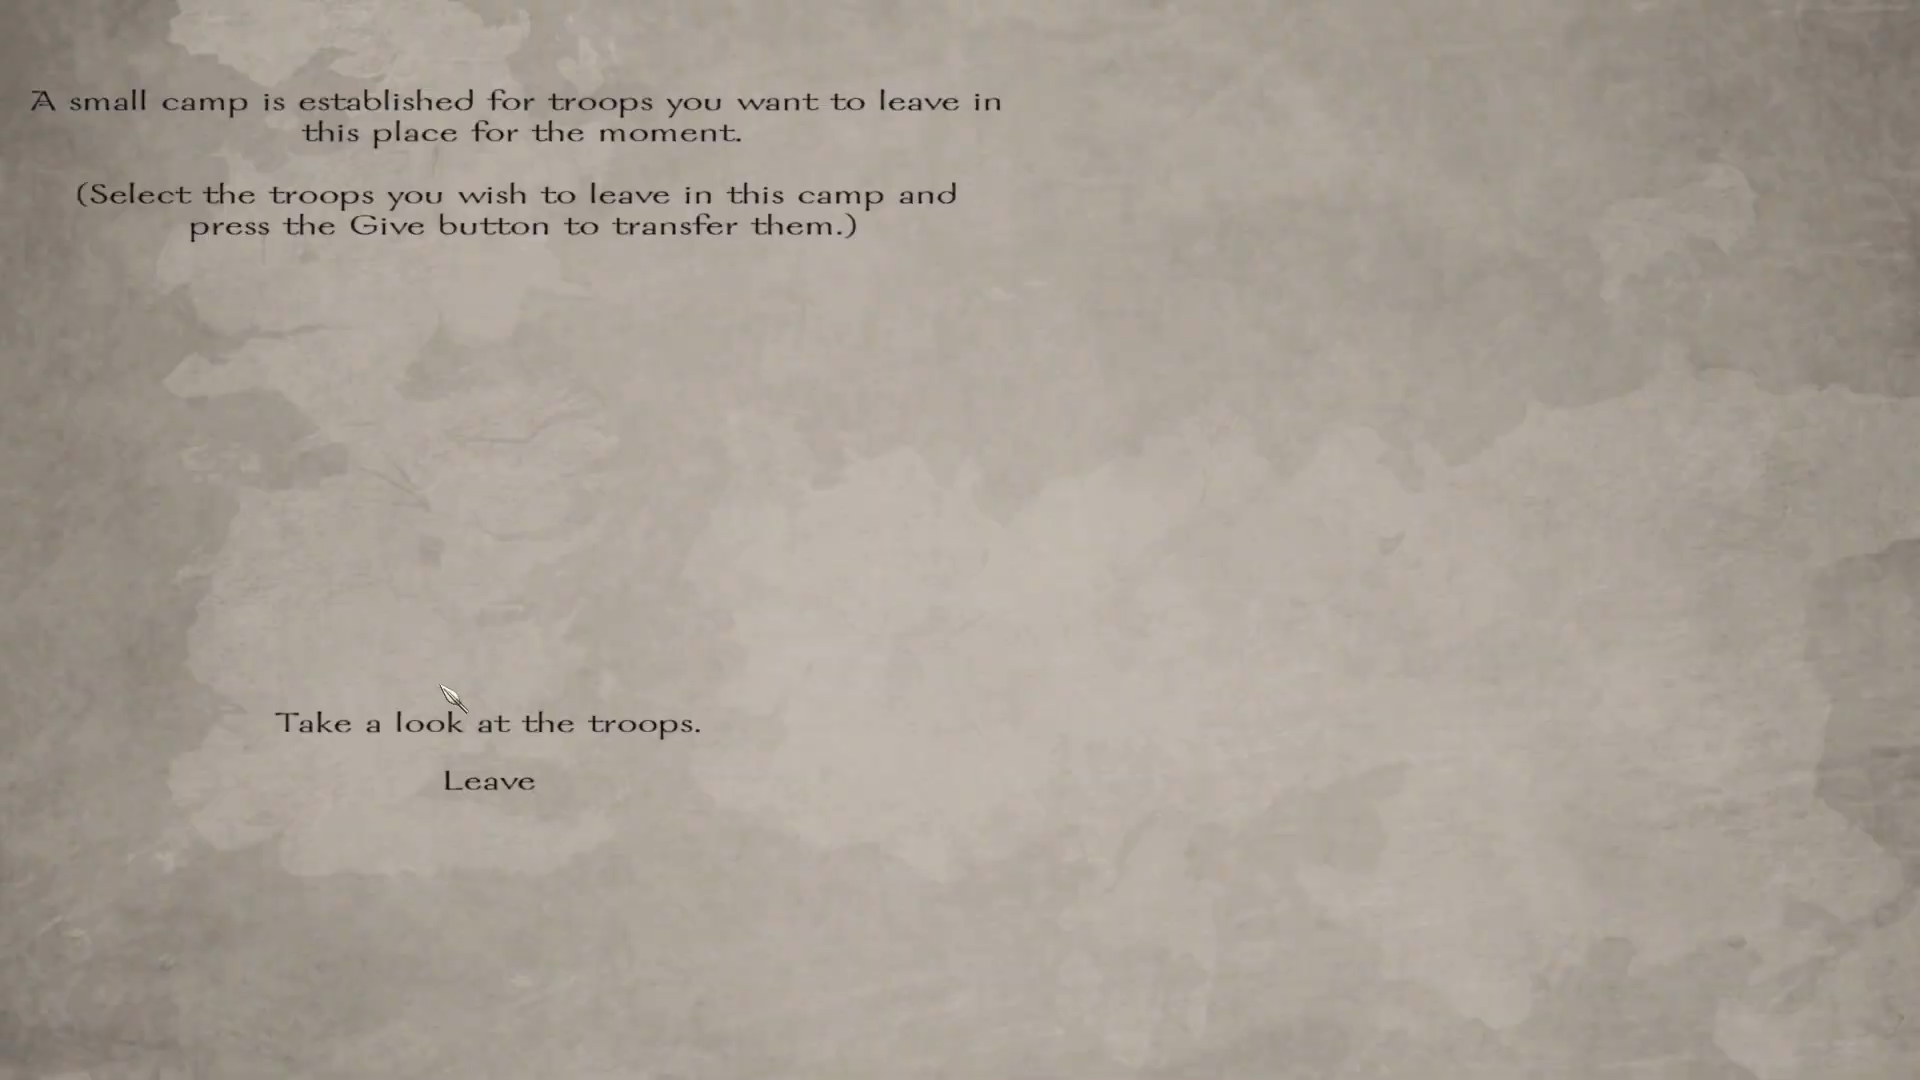 A small camp is established for troops you want to leave in
this place for the moment.
(Select the troops you wish to leave in this camp and
press the Give button to transfer them.)
Take a look at the troops.
Leave